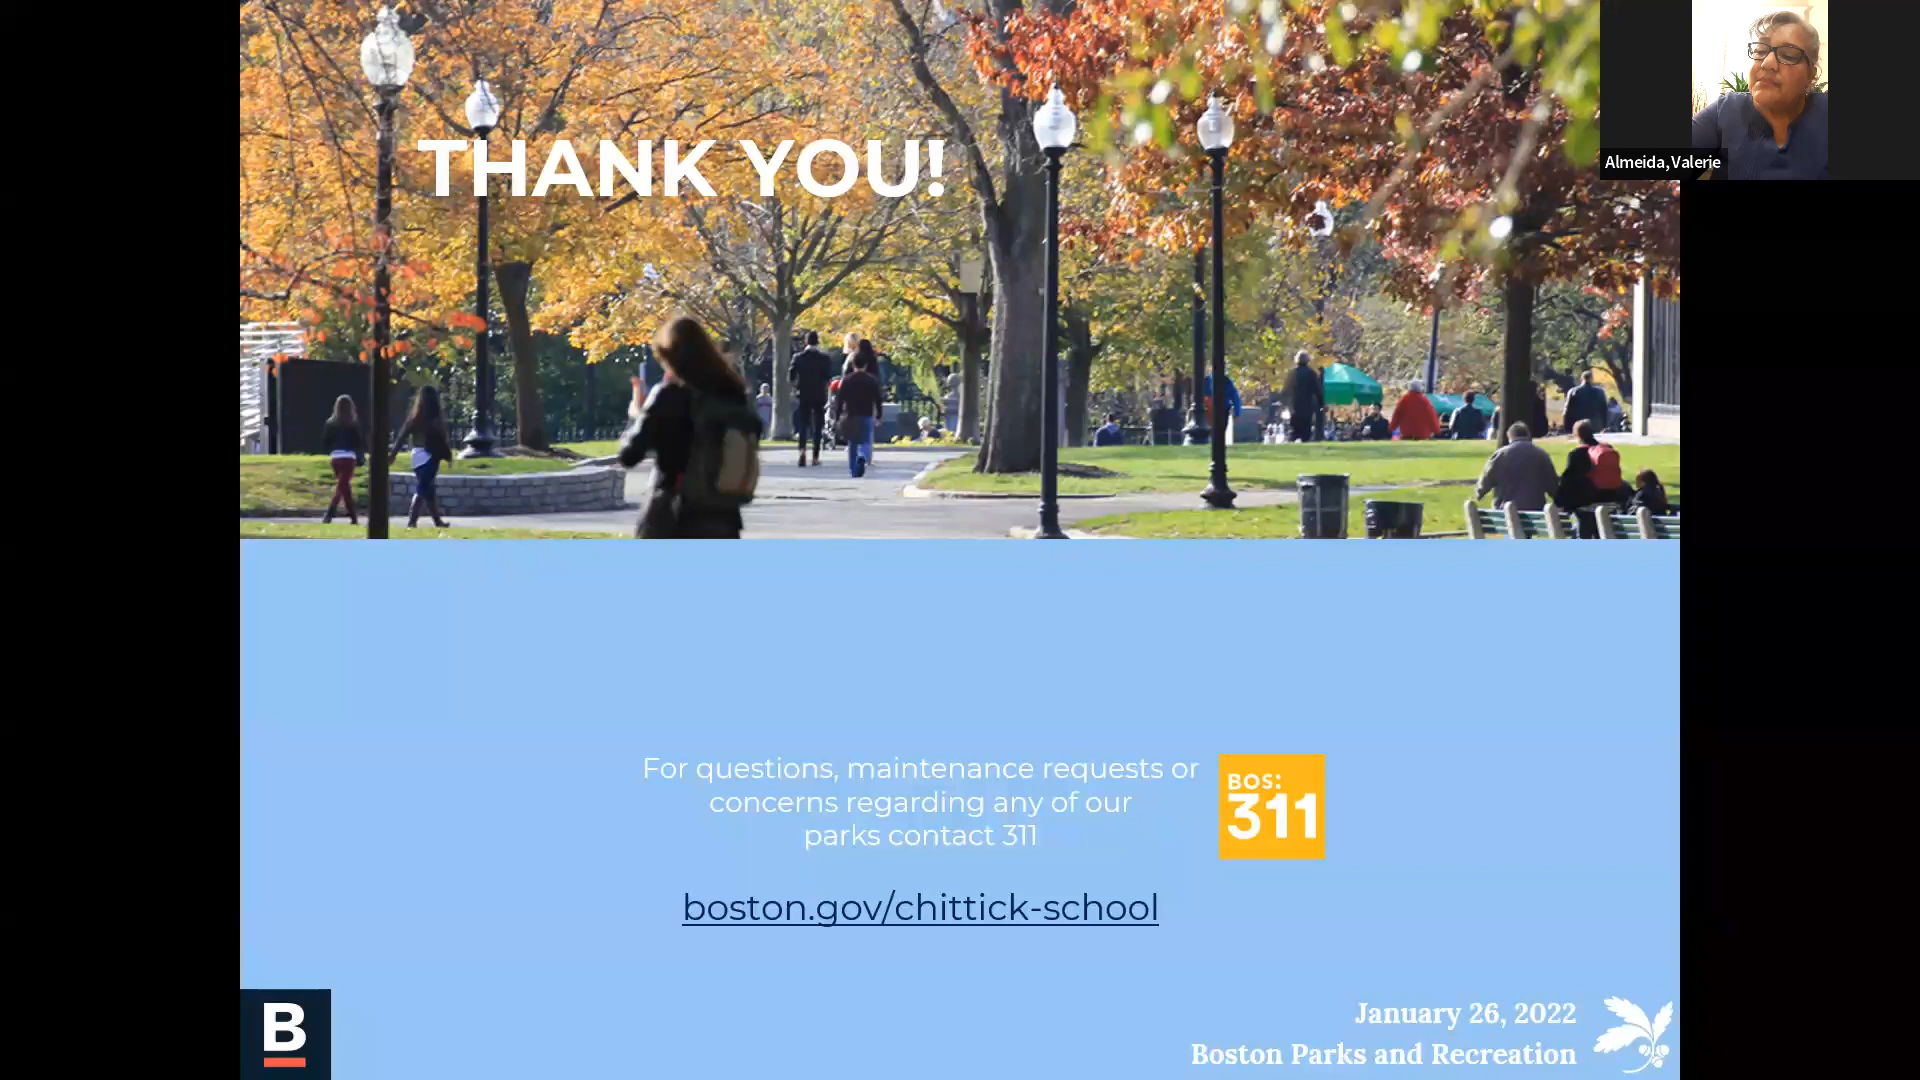 THANK YOU!
Almeida, Valerie
For questions, maintenance requests or
concerns regarding any of our
parks contact 311
BOS:
311
boston.gov/chittick-school
B
January 26, 2022
Boston Parks and Recreation